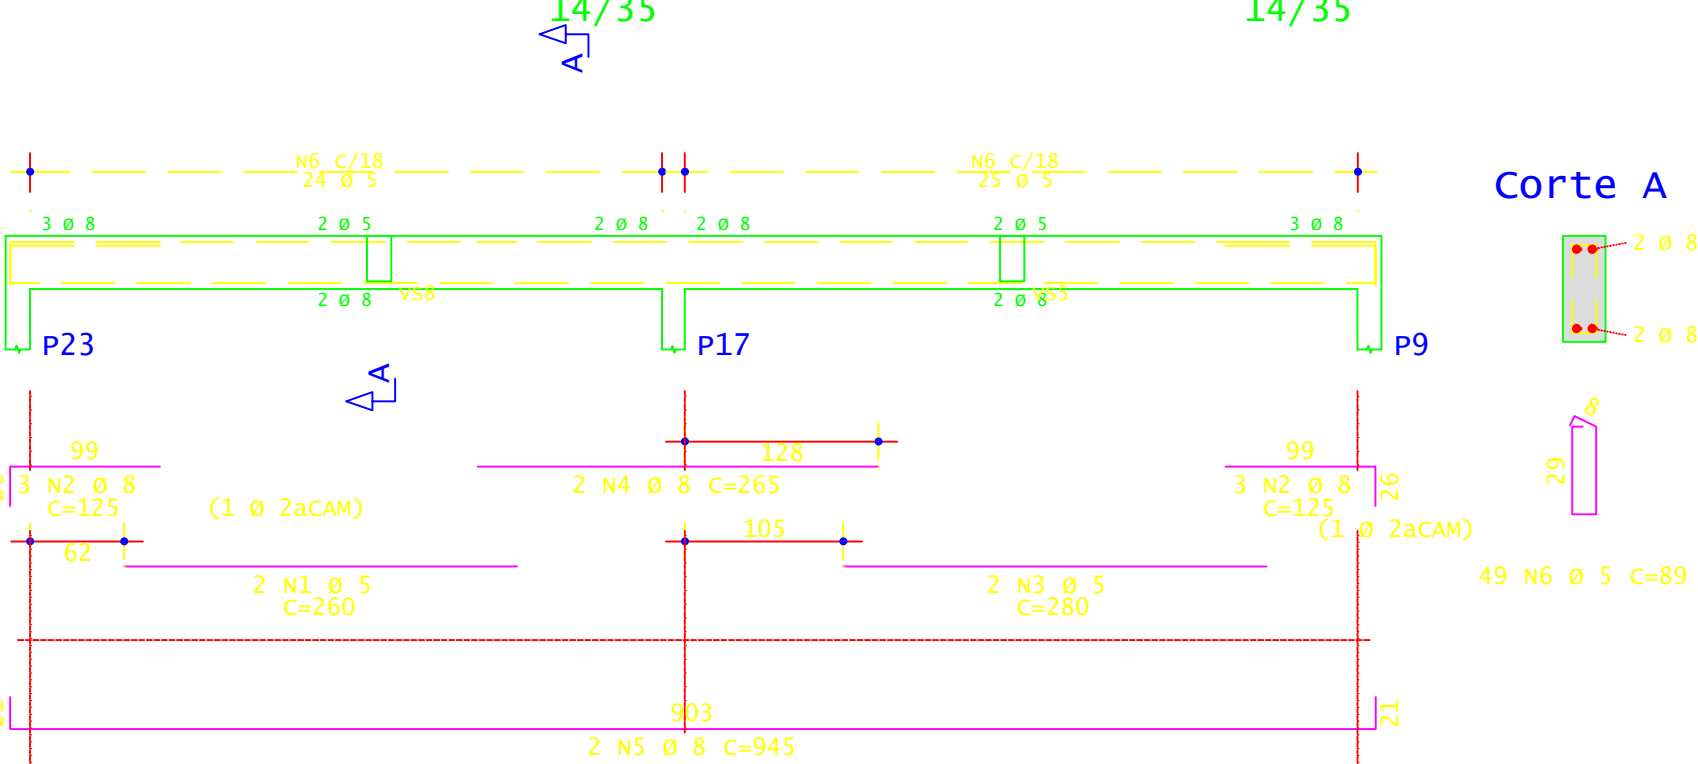 14/35
14/35
A
N6 C/18
24 Ø 5
N6 C/18
25 Ø 5
Corte A
3 Ø 8
2 Ø 5
2 Ø 8
2 Ø 8
2 Ø 5
3 Ø 8
2 Ø 8
VS8
2 Ø 8
VS5
2 Ø 8
2 Ø 8
P23
P17
P9
A
99
128
99
8
3 N2 Ø 8
C=125
(1 Ø 2aCAM)
2 N4 Ø 8 C=265
3 N2 Ø 8
C=125
26
(1 Ø 2aCAM)
29
62
105
2 N1 Ø 5
C=260
2 N3 Ø 5
C=280
49 N6 Ø 5 C=89
903
21
2 N5 Ø 8 C=945